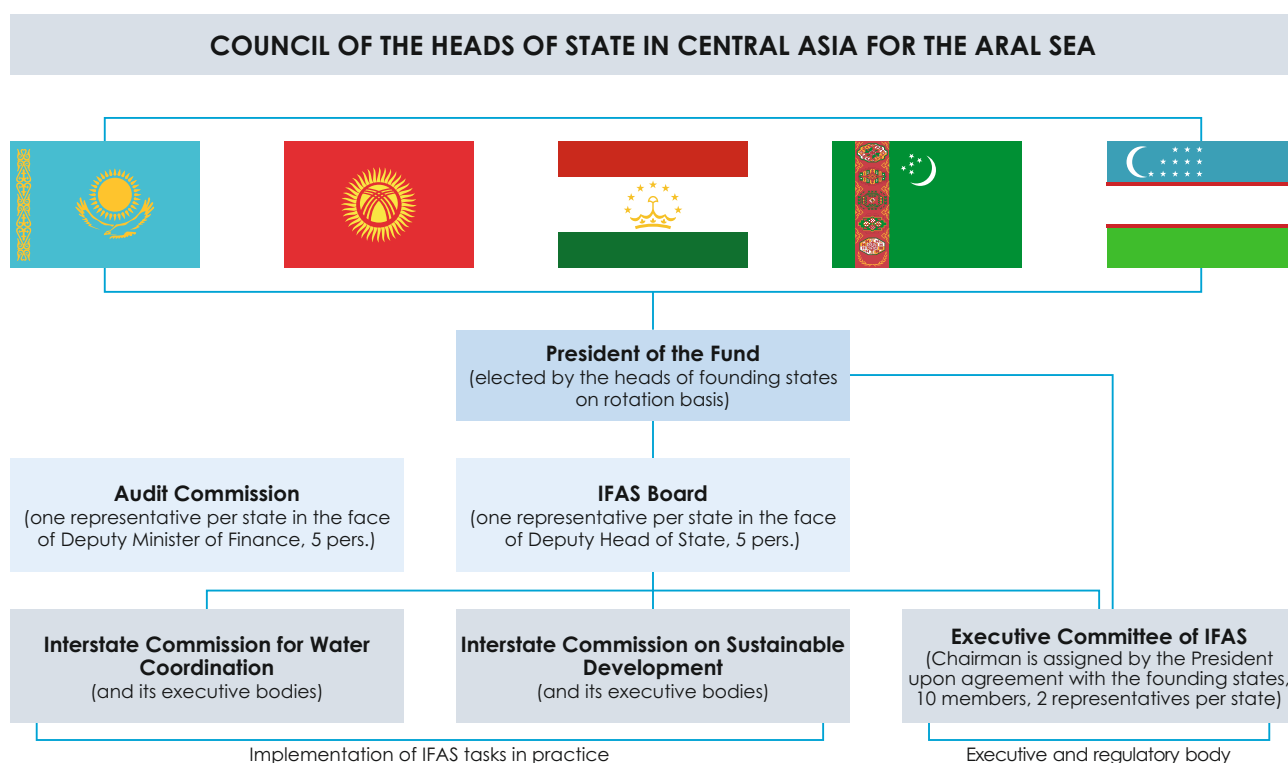 COUNCIL OF THE HEADS OF STATE IN CENTRAL ASIA FOR THE ARAL SEA
President of the Fund
(elected by the heads of founding states
on rotation basis)
Audit Commission
(one representative per state in the face
of Deputy Minister of Finance, 5 pers.)
IFAS Board
(one representative per state in the face
of Deputy Head of State, 5 pers.)
Interstate Commission for Water
Coordination
(and its executive bodies)
Interstate Commission on Sustainable
Development
(and its executive bodies)
Executive Committee of IFAS
(Chairman is assigned by the President
upon agreement with the founding states,
10 members, 2 representatives per state)
Implementation of IFAS tasks in practice
Executive and regulatory body